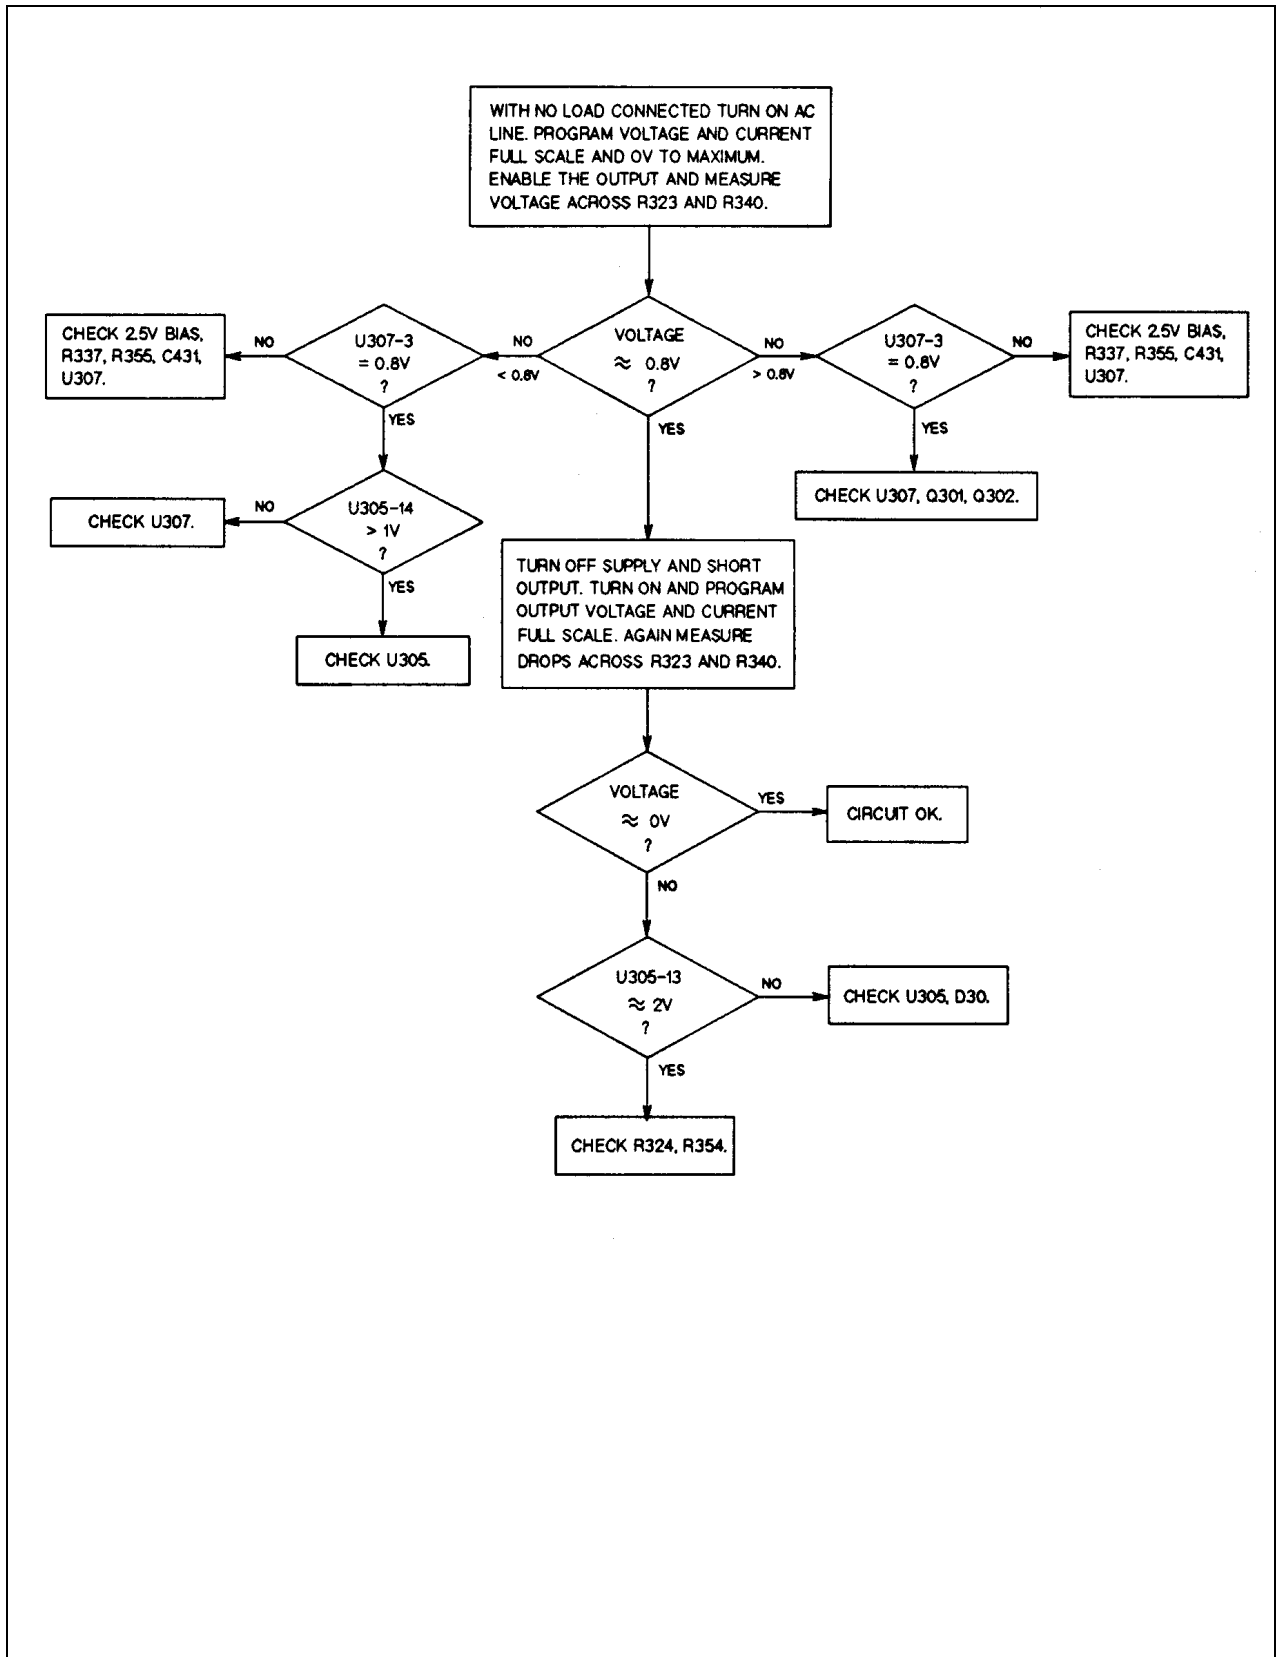 WITH NO LOAD CONNECTED TURN ON AC
LINE. PROGRAM VOLTAGE AND CURRENT
FULL SCALE AND OV TO MAXIMUM.
ENABLE THE OUTPUT AND MEASURE
VOLTAGE ACROSS R323 AND R340.
CHECK 2.5V BIAS,
R337, R355, C431,
U307.
NO
U307-3
= 0.8V
?
NO
< 0.8V
VOLTAGE
≈ 0.8V
?
NO
> 0.8V
U307-3
= 0.8V
?
NO
CHECK 2.5V BIAS,
R337, R355, C431,
U307.
YES
YES
YES
CHECK U307.
NO
U305-14
> 1V
?
CHECK U307, Q301, Q302.
YES
TURN OFF SUPPLY AND SHORT
OUTPUT. TURN ON AND PROGRAM
OUTPUT VOLTAGE AND CURRENT
FULL SCALE. AGAIN MEASURE
DROPS ACROSS R323 AND R340.
CHECK U305.
VOLTAGE
≈ 0V
?
YES
CIRCUIT OK.
NO
U305-13
≈ 2V
?
NO
CHECK U305, D30.
YES
CHECK R324, R354.